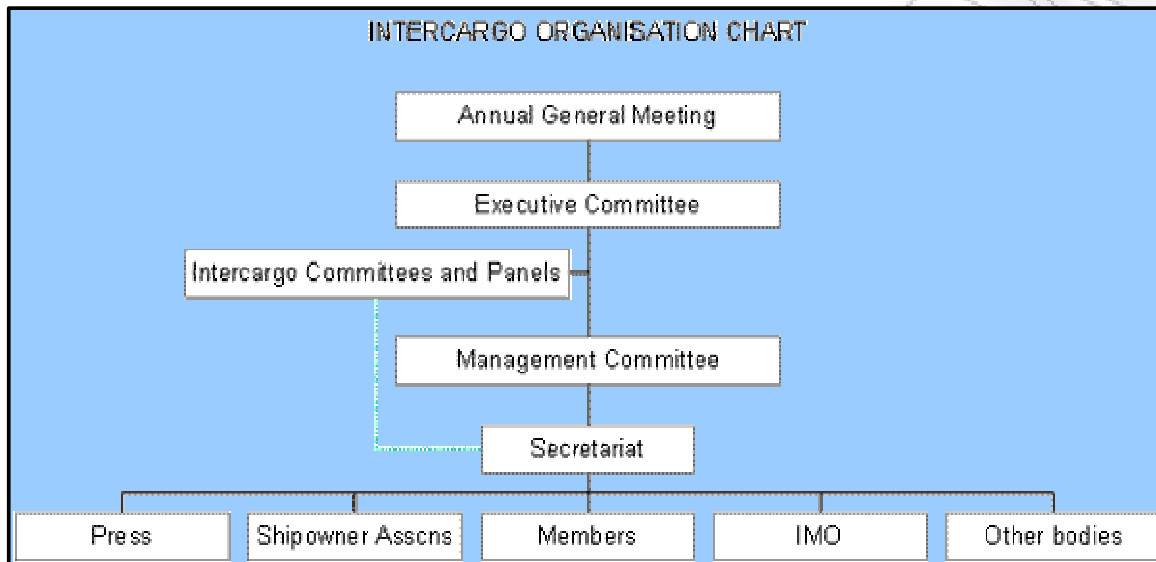 INTERCARGO ORGANISATION CHART
Annual General Meeting
Executive Committee
Intercargo Committees and Panels
Management Committee
Secretariat
Press
Shipowner Asscns
Members
IMO
Other bodies